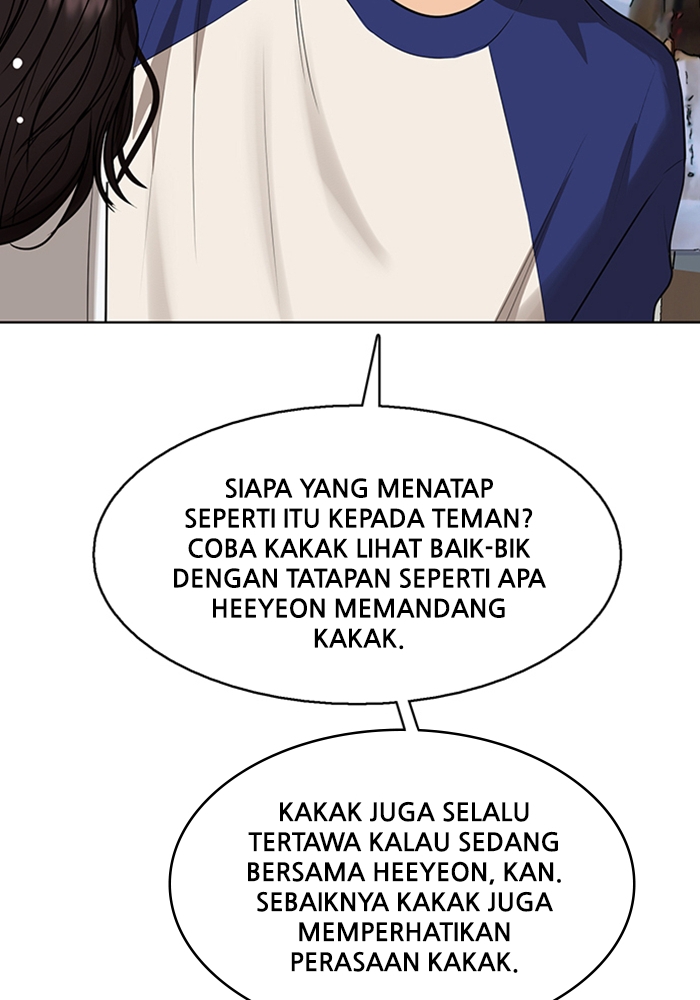 SIAPA YANG MENATAP
SEPERTI ITU KEPADA TEMAN?
COBA KAKAK LIHAT BAIK-BIK
DENGAN TATAPAN SEPERTI APA
HEEYEON MEMANDANG
KAKAK.
KAKAK JUGA SELALU
TERTAWA KALAU SEDANG
BERSAMA HEEYEON, KAN.
SEBAIKNYA KAKAK JUGA
MEMPERHATIKAN
PERASAAN KAKAK.